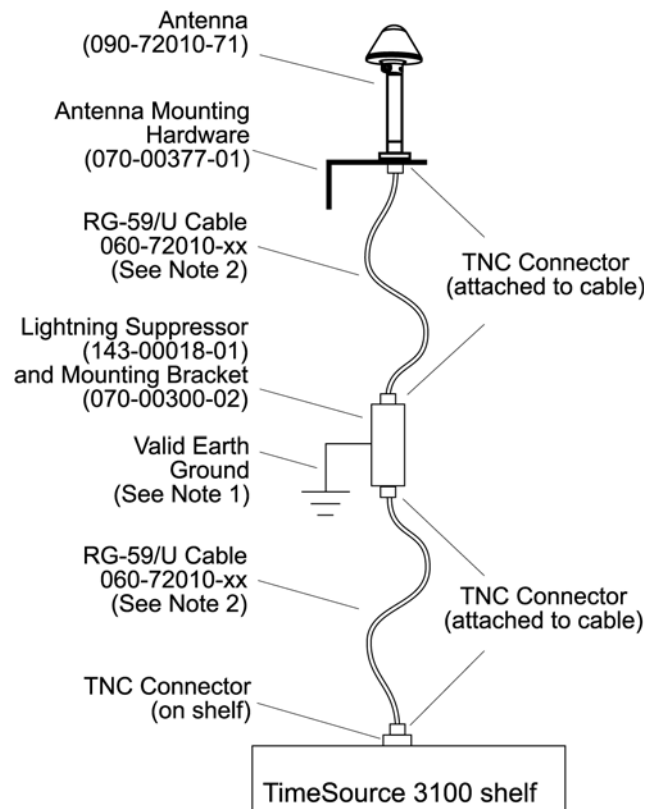 Antenna
(090-72010-71)
Antenna Mounting
Hardware
(070-00377-01)
RG-59/U Cable
060-72010-xx
(See Note 2)
TNC Connector
(attached to cable)
Lightning Suppressor
(143-00018-01)
and Mounting Bracket
(070-00300-02)
Valid Earth
Ground
(See Note 1)
RG-59/U Cable
060-72010-xx
(See Note 2)
TNC Connector
(attached to cable)
TNC Connector
(on shelf)
TimeSource 3100 shelf